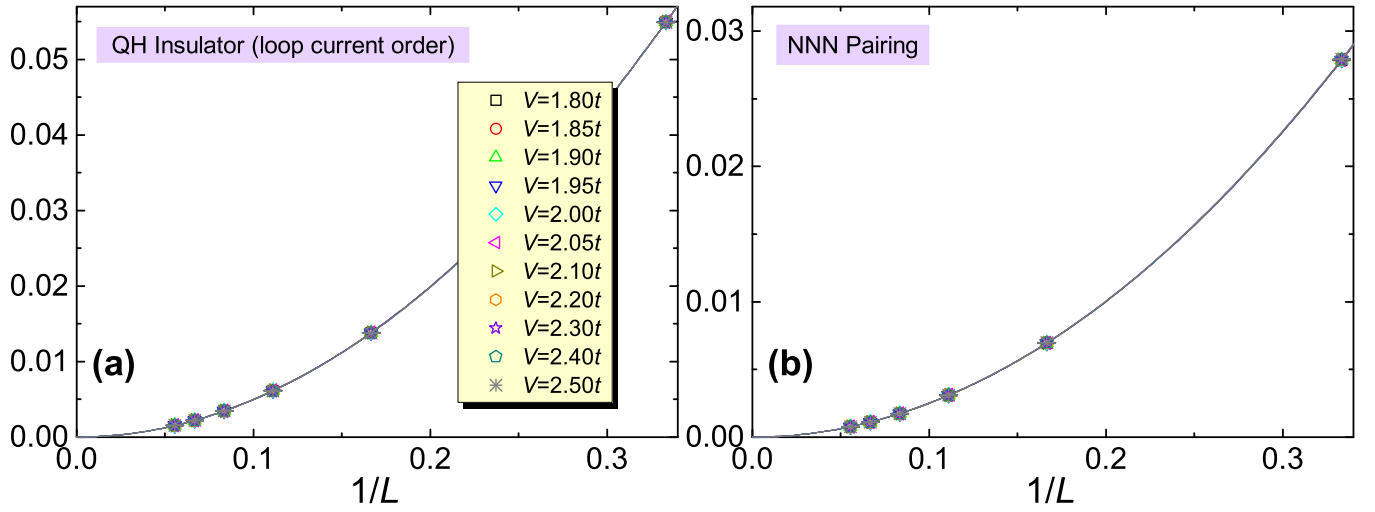 QH Insulator (loop current order)
0.05
0.04
0.03
0.02
0.01
0.00
V=1.80t
V=1.85t
V=1.90t
V=1.95t
V=2.00t
V=2.05t
V=2.10t
V=2.20t
V=2.30t
V=2.40t
V=2.50t
(a)
0.0 0.1 0.2 0.3
1/L
NNN Pairing
0.03
0.02
0.01
0.00
(b)
0.0 0.1 0.2 0.3
1/L